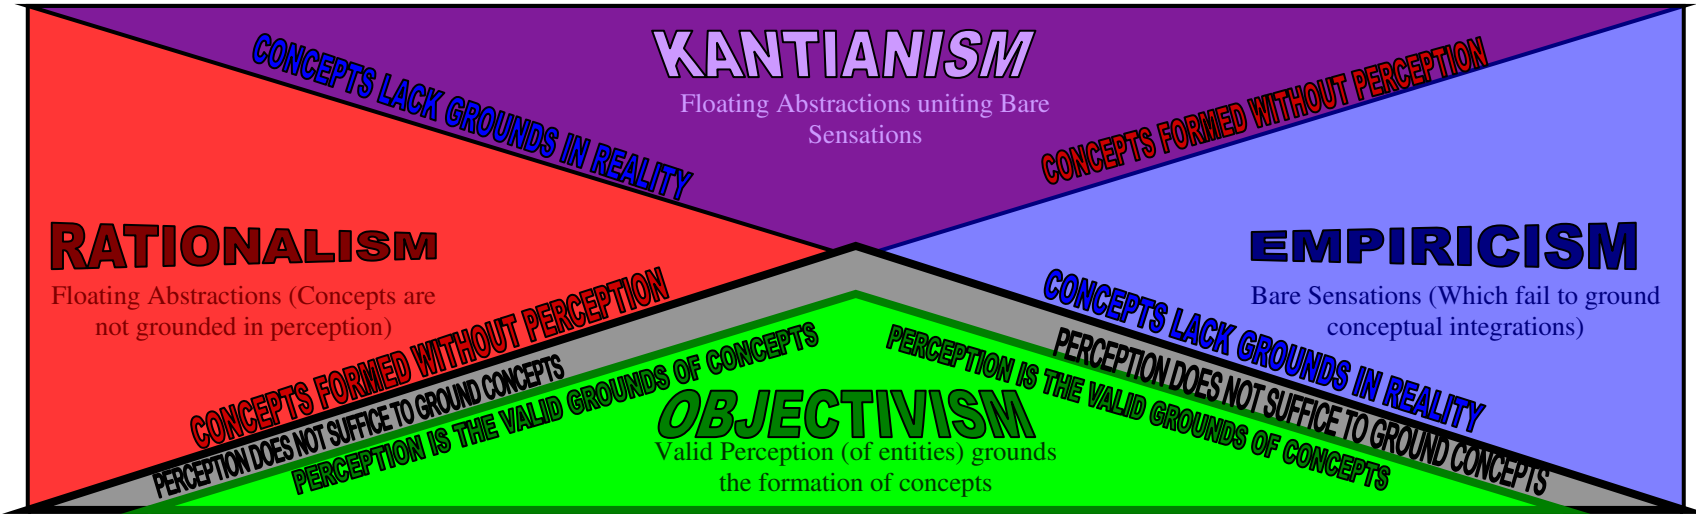 KANTIANISM
Floating Abstractions uniting Bare
Sensations
CONCEPTS LACK GROUNDS IN REALITY
CONCEPTS FORMED WITHOUT PERCEPTION
RATIONALISM
Floating Abstractions (Concepts are
not grounded in perception)
CONCEPTS FORMED WITHOUT PERCEPTION
PERCEPTION DOES NOT SUFFICE TO GROUND CONCEPTS
PERCEPTION IS THE VALID GROUNDS OF CONCEPTS
EMPIRICISM
Bare Sensations (Which fail to ground
conceptual integrations)
CONCEPTS LACK GROUNDS IN REALITY
PERCEPTION DOES NOT SUFFICE TO GROUND CONCEPTS
PERCEPTION IS THE VALID GROUNDS OF CONCEPTS
OBJECTIVISM
Valid Perception (of entities) grounds
the formation of concepts